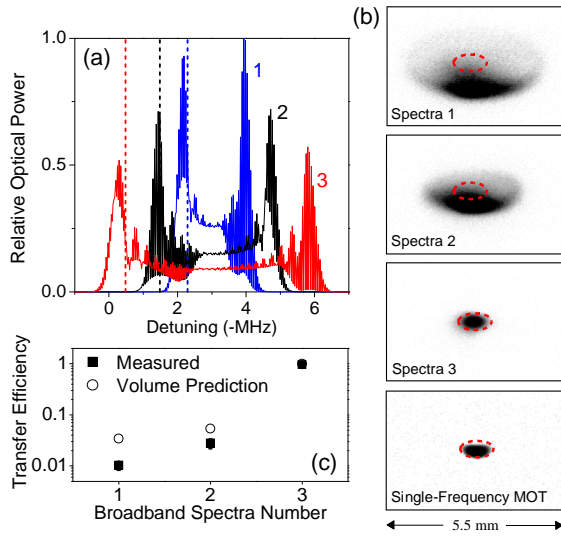 (a)
1
2
3
1.0
0.5
0.0
Relative Optical Power
0 2 4 6
Detuning (-MHz)
Measured
Volume Prediction
(c)
1
0.1
0.01
Transfer Efficiency
1 2 3
Broadband Spectra Number
(b)
Spectra 1
Spectra 2
Spectra 3
Single-Frequency MOT
5.5 mm